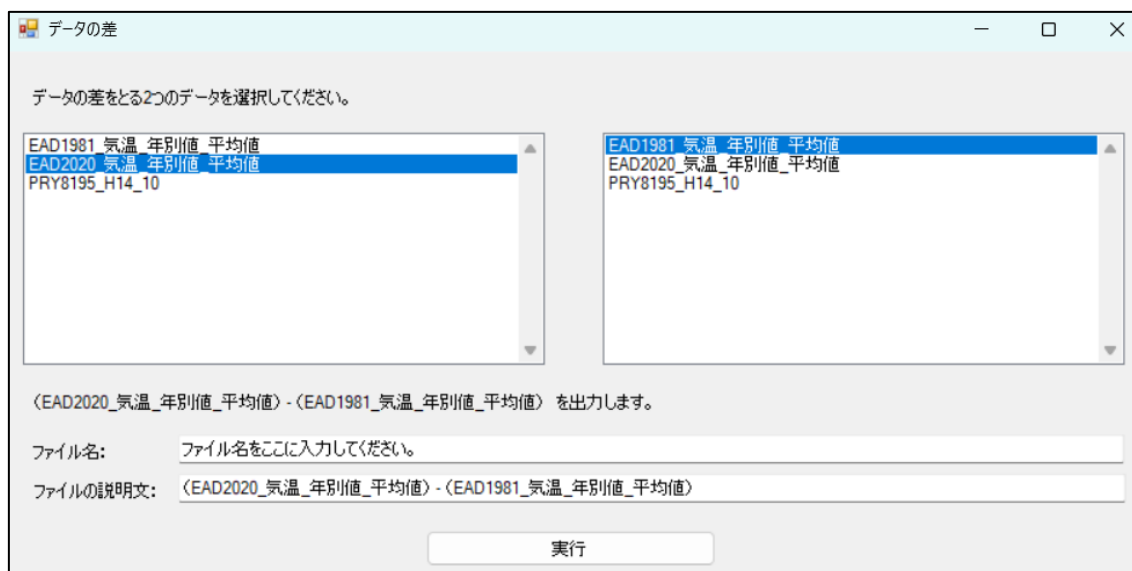 データの差
データの差をとる2つのデータを選択してください。
EAD1981_気温_年別値_平均値
EAD2020_気温_年別値_平均値
PRY8195_H14_10
EAD1981_気温_年別値_平均値
EAD2020_気温_年別値_平均値
PRY8195_H14_10
（EAD2020_気温_年別値_平均値）-（EAD1981_気温_年別値_平均値） を出力します。
ファイル名: ファイル名をここに入力してください。
ファイルの説明文: （EAD2020_気温_年別値_平均値）-（EAD1981_気温_年別値_平均値）
実行